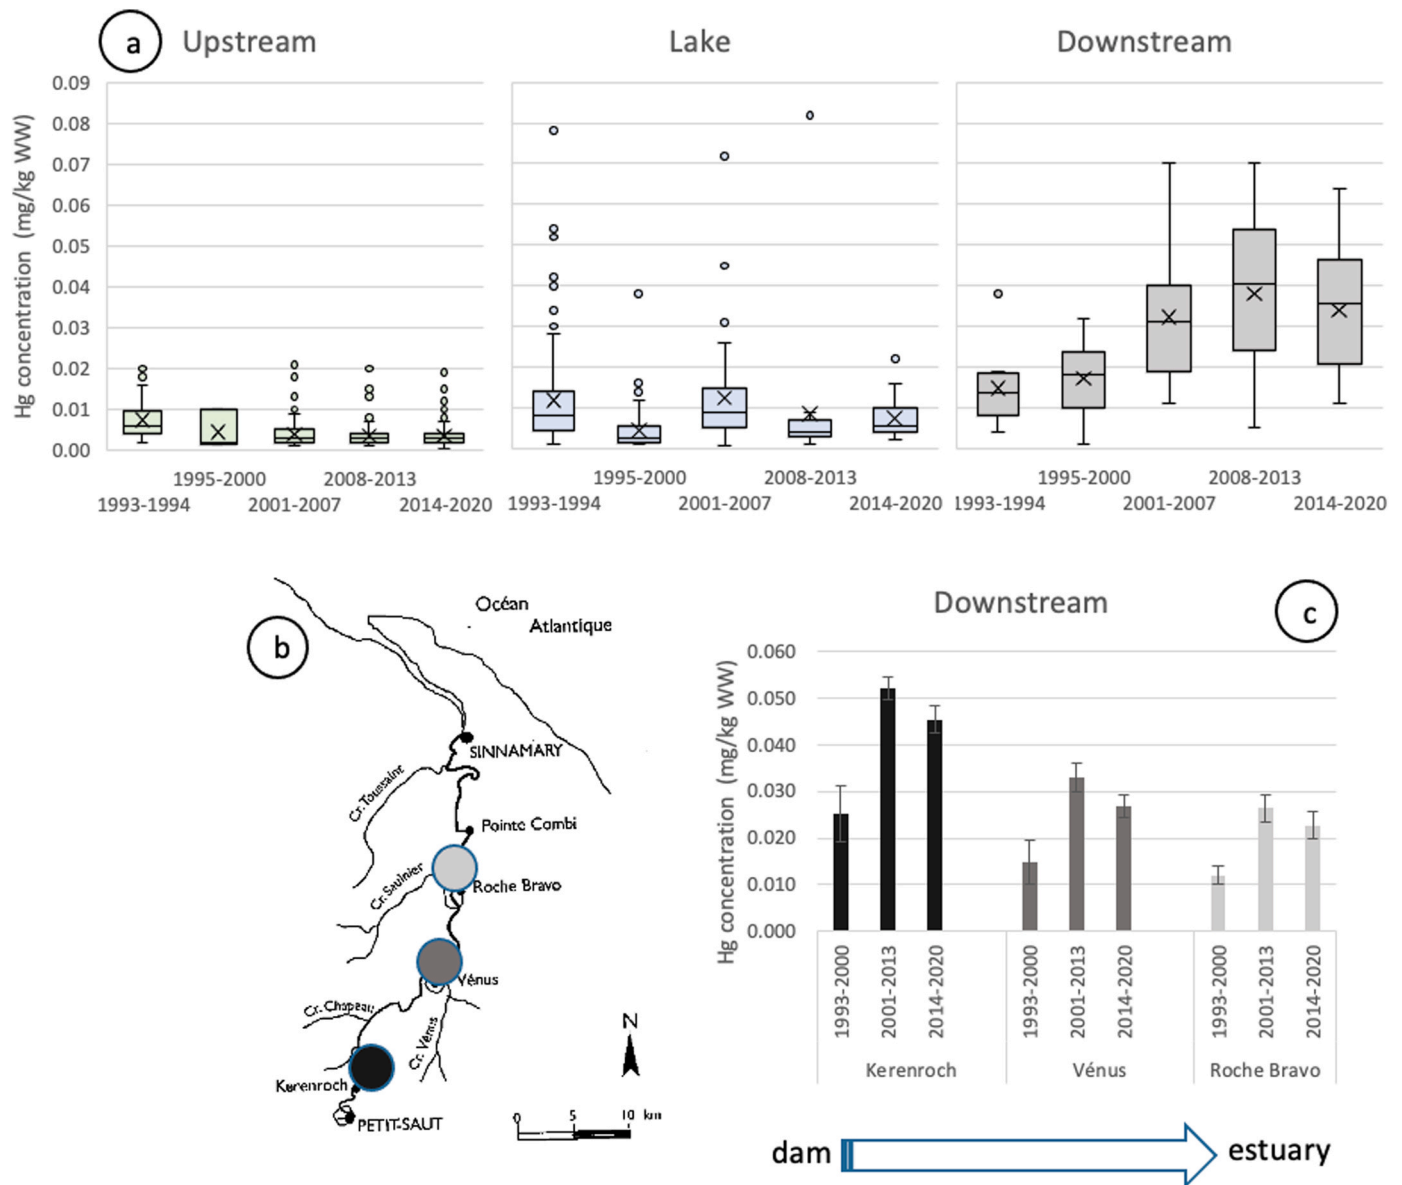 a
Upstream
Lake
Downstream
Hg concentration (mg/kg WW)
0.09
0.08
0.07
0.06
0.05
0.04
0.03
0.02
0.01
0.00
1995-2000
2008-2013
1993-1994
2001-2007
2014-2020
1995-2000
2008-2013
1993-1994
2001-2007
2014-2020
1995-2000
2008-2013
1993-1994
2001-2007
2014-2020
b
Océan
Atlantique
SINNAMARY
Cr. Toussaint
Pointe Combi
Cr. Saulnier
Roche Bravo
Vénus
Cr. Chapeau
Cr. Vénus
Kerenroch
PETIT-SAUT
N
0 5 10 km
Downstream
c
Hg concentration (mg/kg WW)
0.060
0.050
0.040
0.030
0.020
0.010
0.000
1993-2000
2001-2013
2014-2020
1993-2000
2001-2013
2014-2020
1993-2000
2001-2013
2014-2020
Kerenroch
Vénus
Roche Bravo
dam
estuary